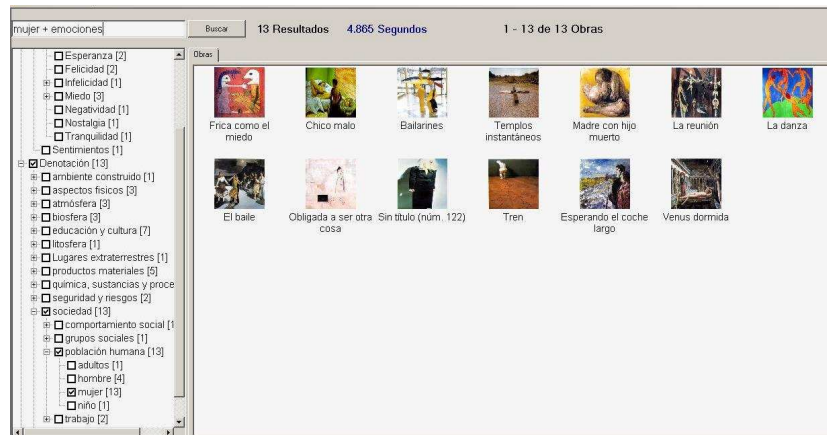 mujer + emociones
Buscar
13 Resultados
4.865 Segundos
1 - 13 de 13 Obras
Esperanza [2]
Felicidad [2]
Infelicidad [1]
Miedo [3]
Negatividad [1]
Nostalgia [1]
Tranquilidad [1]
Sentimientos [1]
Denotación [13]
ambiente construido [1]
aspectos fisicos [3]
atmósfera [3]
biosfera [3]
educación y cultura [7]
litosfera [1]
Lugares extraterrestres [1]
productos materiales [5]
química, sustancias y proce
seguridad y riesgos [2]
sociedad [13]
comportamiento social [1
grupos sociales [1]
población humana [13]
adultos [1]
hombre [4]
mujer [13]
niño [1]
trabajo [2]
Obras
Frica como el
miedo
Chico malo
Bailarines
Templos
instantáneos
Madre con hijo
muerto
La reunión
La danza
El baile
Obligada a ser otra
cosa
Sin título (núm. 122)
Tren
Esperando el coche
largo
Venus dormida